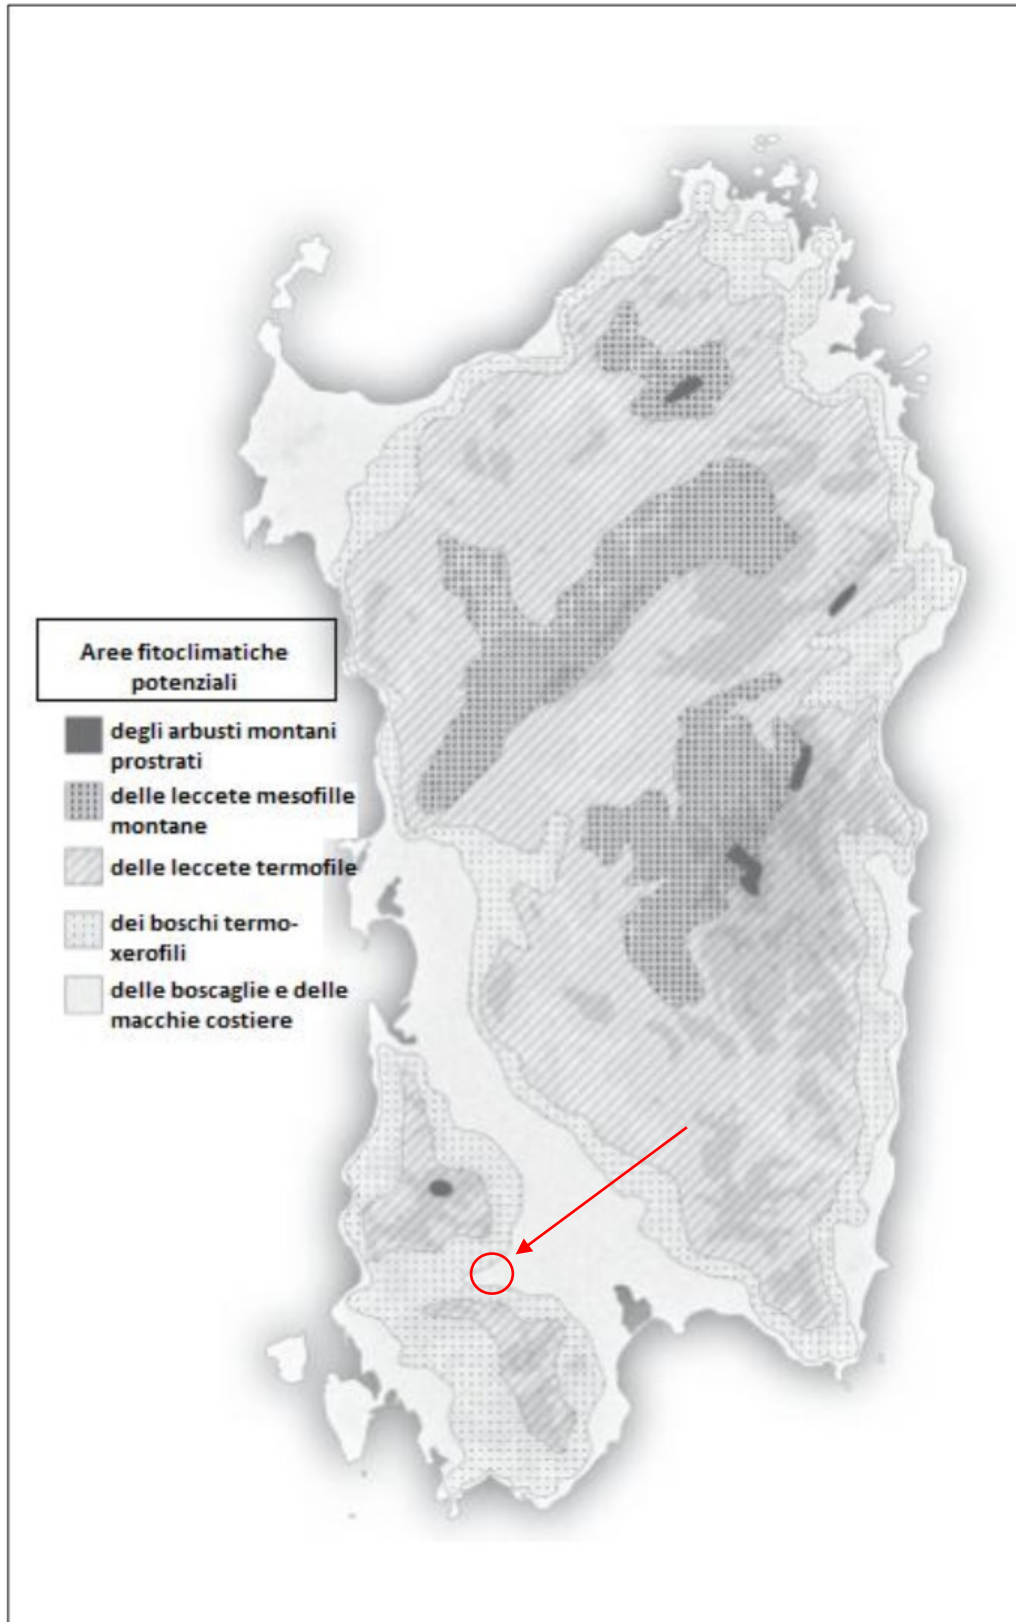 Aree fitoclimatiche
potenziali
degli arbusti montani
prostrati
delle leccete mesofille
montane
delle leccete termofile
dei boschi termo-
xerofili
delle boscaglie e delle
macchie costiere